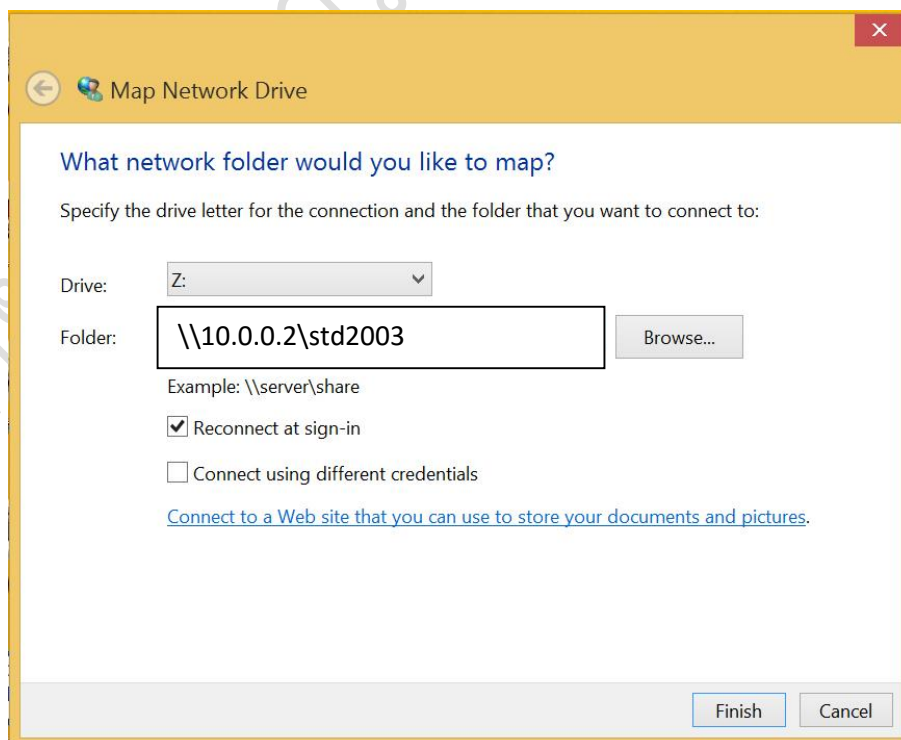 Map Network Drive
What network folder would you like to map?
Specify the drive letter for the connection and the folder that you want to connect to:
Drive: Z:
Folder: \\10.0.0.2\std2003 Browse...
Example: \\server\share
Reconnect at sign-in
Connect using different credentials
Connect to a Web site that you can use to store your documents and pictures.
Finish Cancel